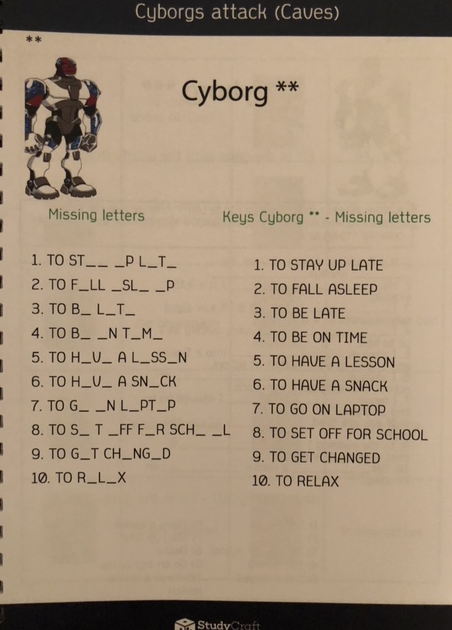 Cyborgs attack (Caves)
**
Cyborg **
Missing letters
1. TO ST_ _ _P L_T_
2. TO F_LL _SL_ _P
3. TO B_ L_T_
4. TO B_ _N T_M_
5. TO H_V_ A L_SS_N
6. TO H_V_ A SN_CK
7. TO G_ _N L_PT_P
8. TO S_ T _FF F_R SCH_ _L
9. TO G_T CH_NG_D
10. TO R_L_X
Keys Cyborg ** - Missing letters
1. TO STAY UP LATE
2. TO FALL ASLEEP
3. TO BE LATE
4. TO BE ON TIME
5. TO HAVE A LESSON
6. TO HAVE A SNACK
7. TO GO ON LAPTOP
8. TO SET OFF FOR SCHOOL
9. TO GET CHANGED
10. TO RELAX
StudyCraft